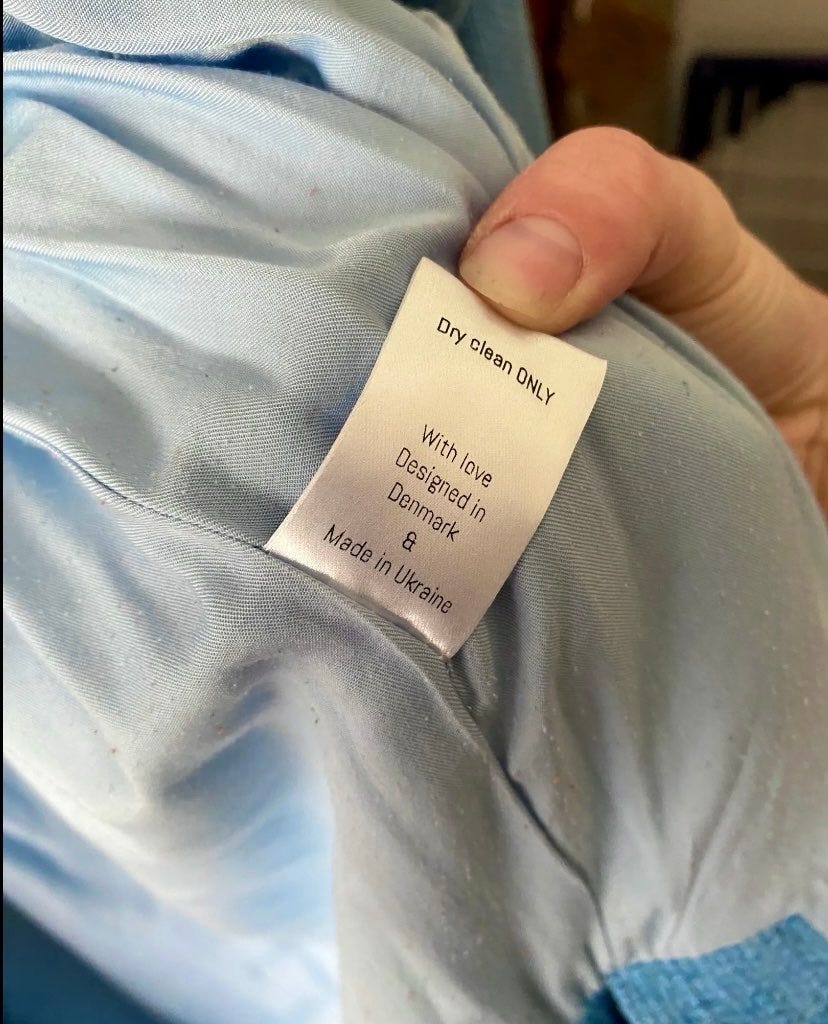 Dry clean ONLY
With love
Designed in
Denmark
&
Made in Ukraine